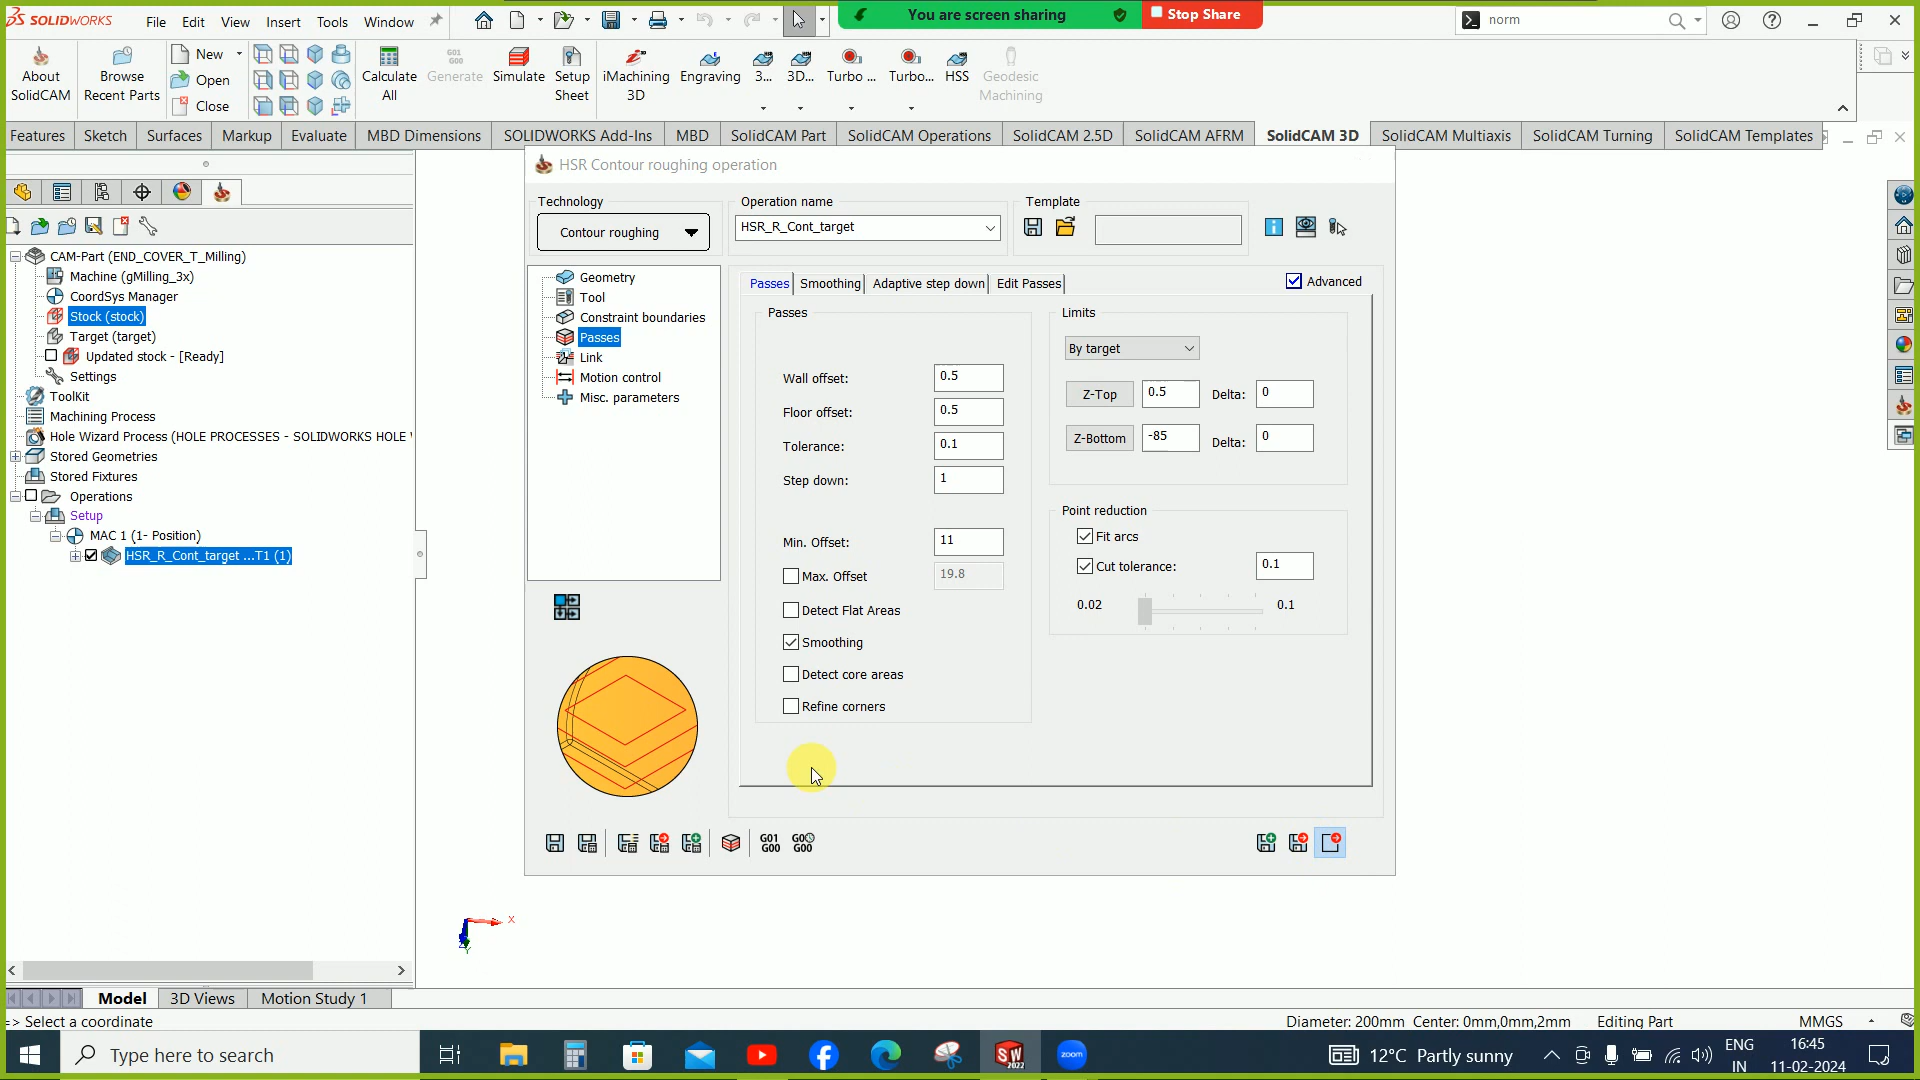 SOLIDWORKS File Edit View Insert Tools Window
You are screen sharing Stop Share
norm
About SolidCAM
Browse Recent Parts
New
Open
Close
Calculate All
G01 G00
Generate
Simulate
Setup Sheet
iMachining 3D
Engraving
3...
3D...
Turbo ...
Turbo...
HSS
Geodesic Machining
Features Sketch Surfaces Markup Evaluate MBD Dimensions SOLIDWORKS Add-Ins MBD SolidCAM Part SolidCAM Operations SolidCAM 2.5D SolidCAM AFRM SolidCAM 3D SolidCAM Multiaxis SolidCAM Turning SolidCAM Templates
CAM-Part (END_COVER_T_Milling)
Machine (gMilling_3x)
CoordSys Manager
Stock (stock)
Target (target)
Updated stock - [Ready]
Settings
ToolKit
Machining Process
Hole Wizard Process (HOLE PROCESSES - SOLIDWORKS HOLE
Stored Geometries
Stored Fixtures
Operations
Setup
MAC 1 (1- Position)
HSR_R_Cont_target ...T1 (1)
HSR Contour roughing operation
Technology
Contour roughing
Operation name
HSR_R_Cont_target
Template
Geometry
Tool
Constraint boundaries
Passes
Link
Motion control
Misc. parameters
Passes Smoothing Adaptive step down Edit Passes
Advanced
Passes
Wall offset: 0.5
Floor offset: 0.5
Tolerance: 0.1
Step down: 1
Min. Offset: 11
Max. Offset 19.8
Detect Flat Areas
Smoothing
Detect core areas
Refine corners
Limits
By target
Z-Top 0.5 Delta: 0
Z-Bottom -85 Delta: 0
Point reduction
Fit arcs
Cut tolerance: 0.1
0.02 0.1
G01 G00
G0 G00
X
Y
Model 3D Views Motion Study 1
=> Select a coordinate
Diameter: 200mm Center: 0mm,0mm,2mm Editing Part MMGS
Type here to search
SW 2022
zoom
12°C Partly sunny
ENG IN
16:45
11-02-2024